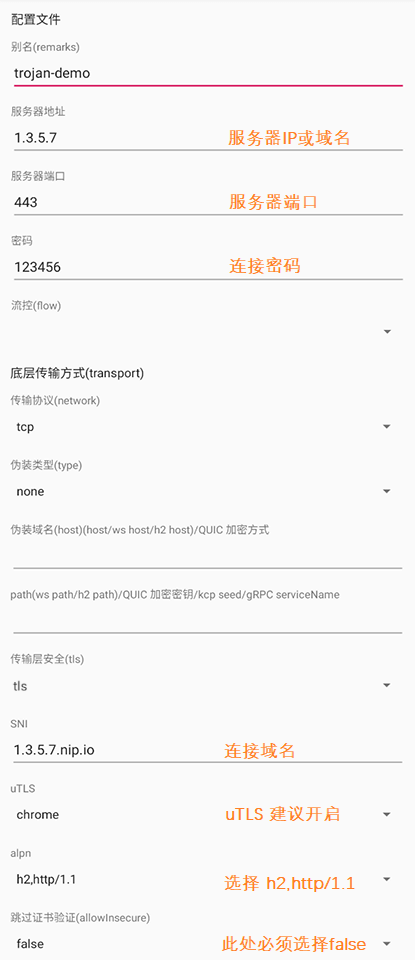 配置文件
别名(remarks)
trojan-demo
服务器地址
1.3.5.7 服务器IP或域名
服务器端口
443 服务器端口
密码
123456 连接密码
流控(flow)
底层传输方式(transport)
传输协议(network)
tcp
伪装类型(type)
none
伪装域名(host)(host/ws host/h2 host)/QUIC 加密方式
path(ws path/h2 path)/QUIC 加密密钥/kcp seed/gRPC serviceName
传输层安全(tls)
tls
SNI
1.3.5.7.nip.io 连接域名
uTLS
chrome uTLS 建议开启
alpn
h2,http/1.1 选择 h2,http/1.1
跳过证书验证(allowInsecure)
false 此处必须选择false